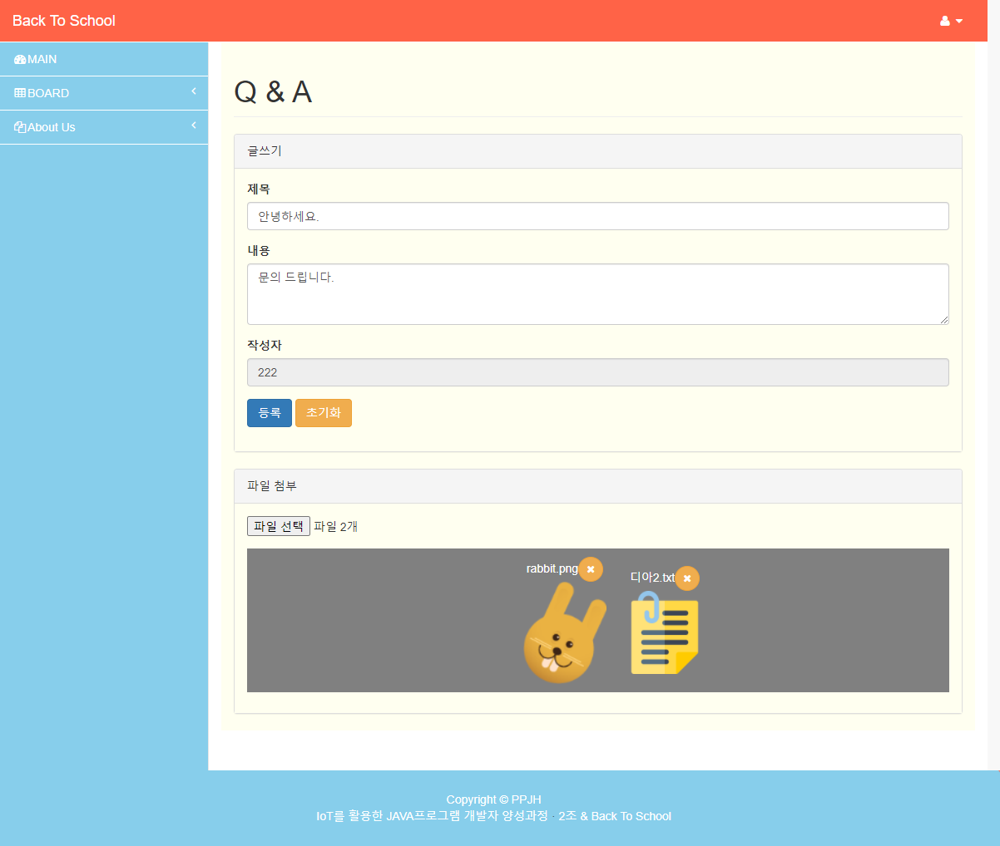 Back To School
MAIN
BOARD
About Us
Q & A
글쓰기
제목
안녕하세요.
내용
문의 드립니다.
작성자
222
등록 초기화
파일 첨부
파일 선택 파일 2개
rabbit.png
디아2.txt
Copyright © PPJH
IoT를 활용한 JAVA프로그램 개발자 양성과정 · 2조 & Back To School